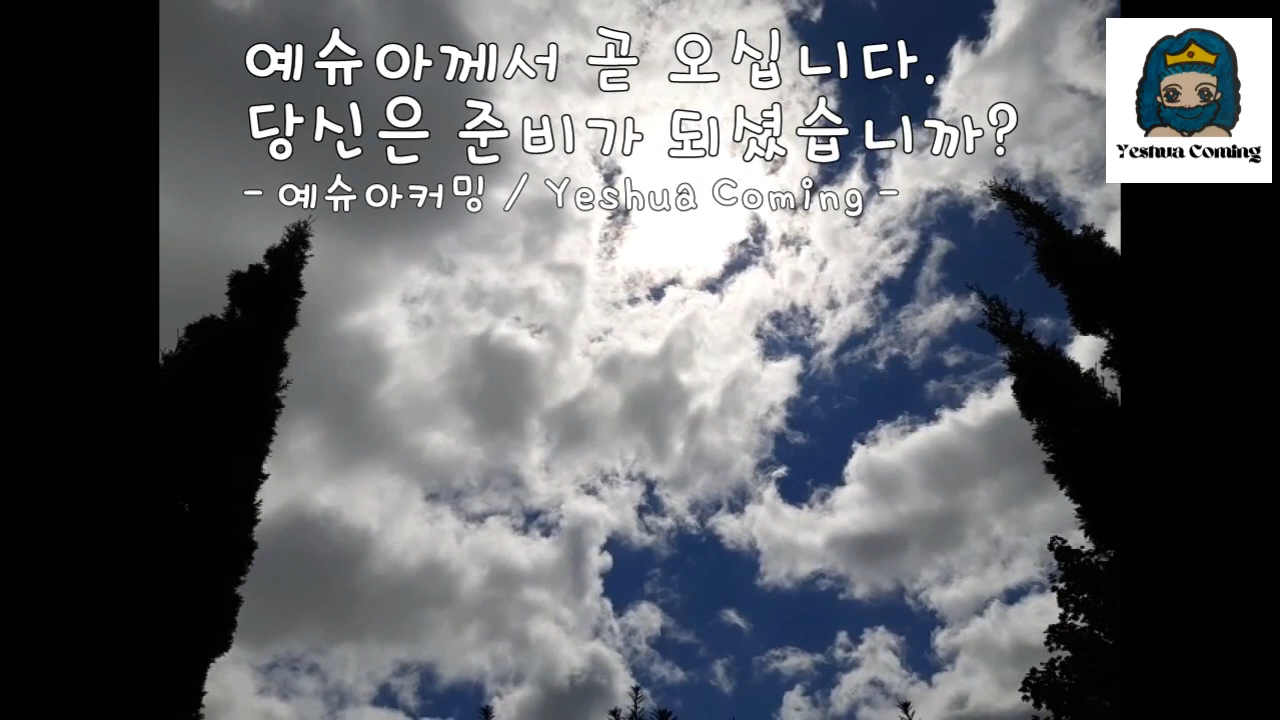 예슈아께서 곧 오십니다.
당신은 준비가 되셨습니까?
- 예슈아커밍 / Yeshua Coming -
Yeshua Coming